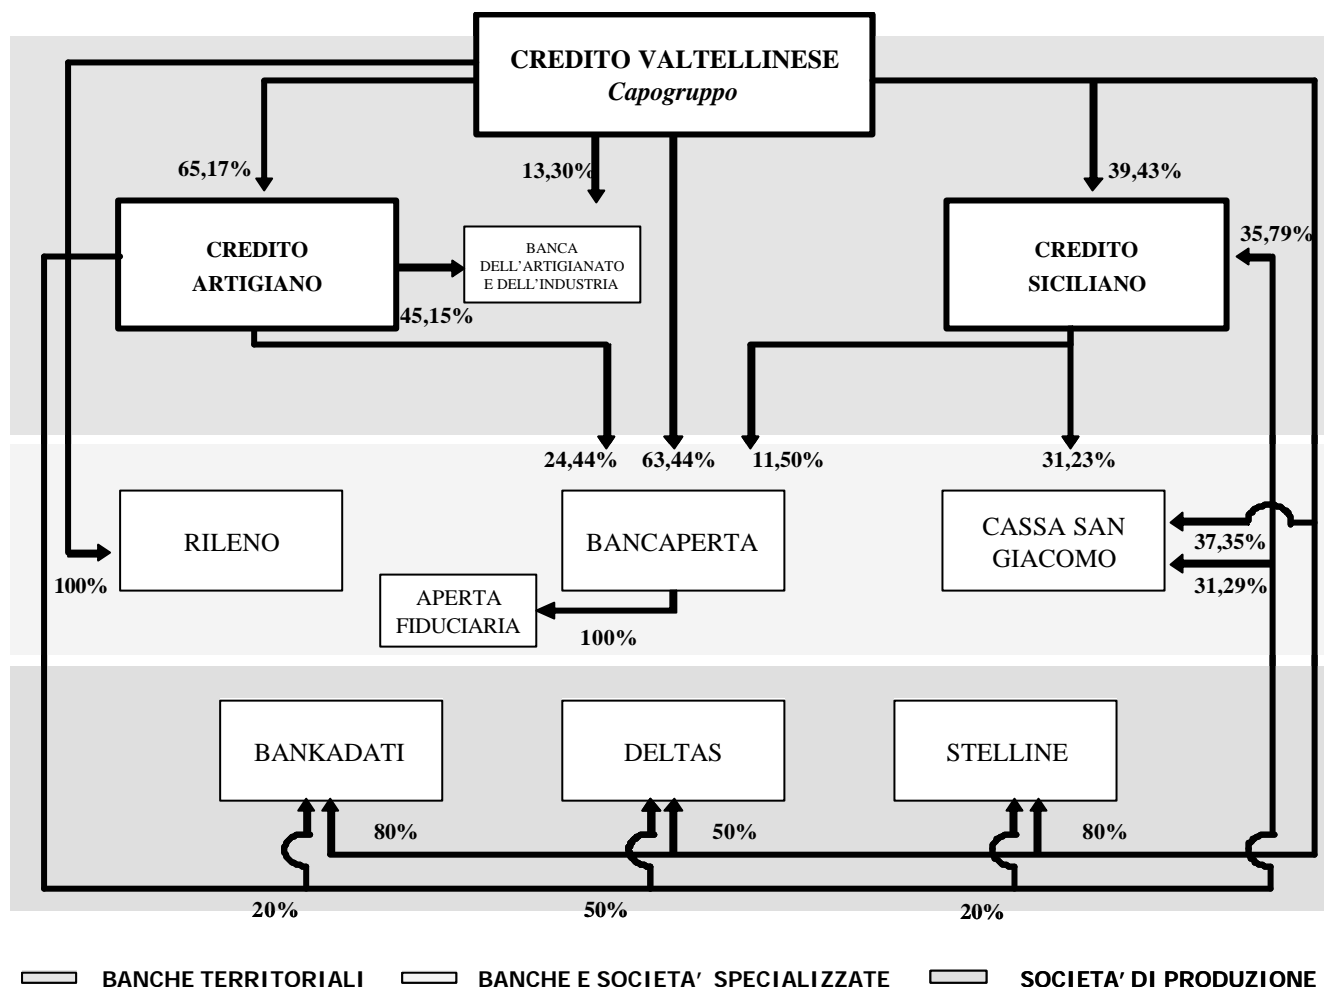 CREDITO VALTELLINESE
Capogruppo
65,17%
13,30%
39,43%
CREDITO
ARTIGIANO
BANCA
DELL'ARTIGIANATO
E DELL'INDUSTRIA
CREDITO
SICILIANO
35,79%
45,15%
24,44%
63,44%
11,50%
31,23%
RILENO
BANCAPERTA
CASSA SAN
GIACOMO
37,35%
31,29%
100%
APERTA
FIDUCIARIA
100%
BANKADATI
DELTAS
STELLINE
80%
50%
80%
20%
50%
20%
BANCHE TERRITORIALI
BANCHE E SOCIETA' SPECIALIZZATE
SOCIETA' DI PRODUZIONE